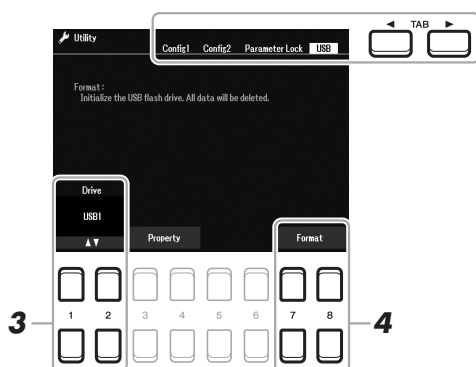 ◀ TAB ▶
Utility
Config1 Config2 Parameter Lock USB
Format :
Initialize the USB flash drive. All data will be deleted.
Drive
USB1
▲▼ Property Format
1 2 3 4 5 6 7 8
3 4